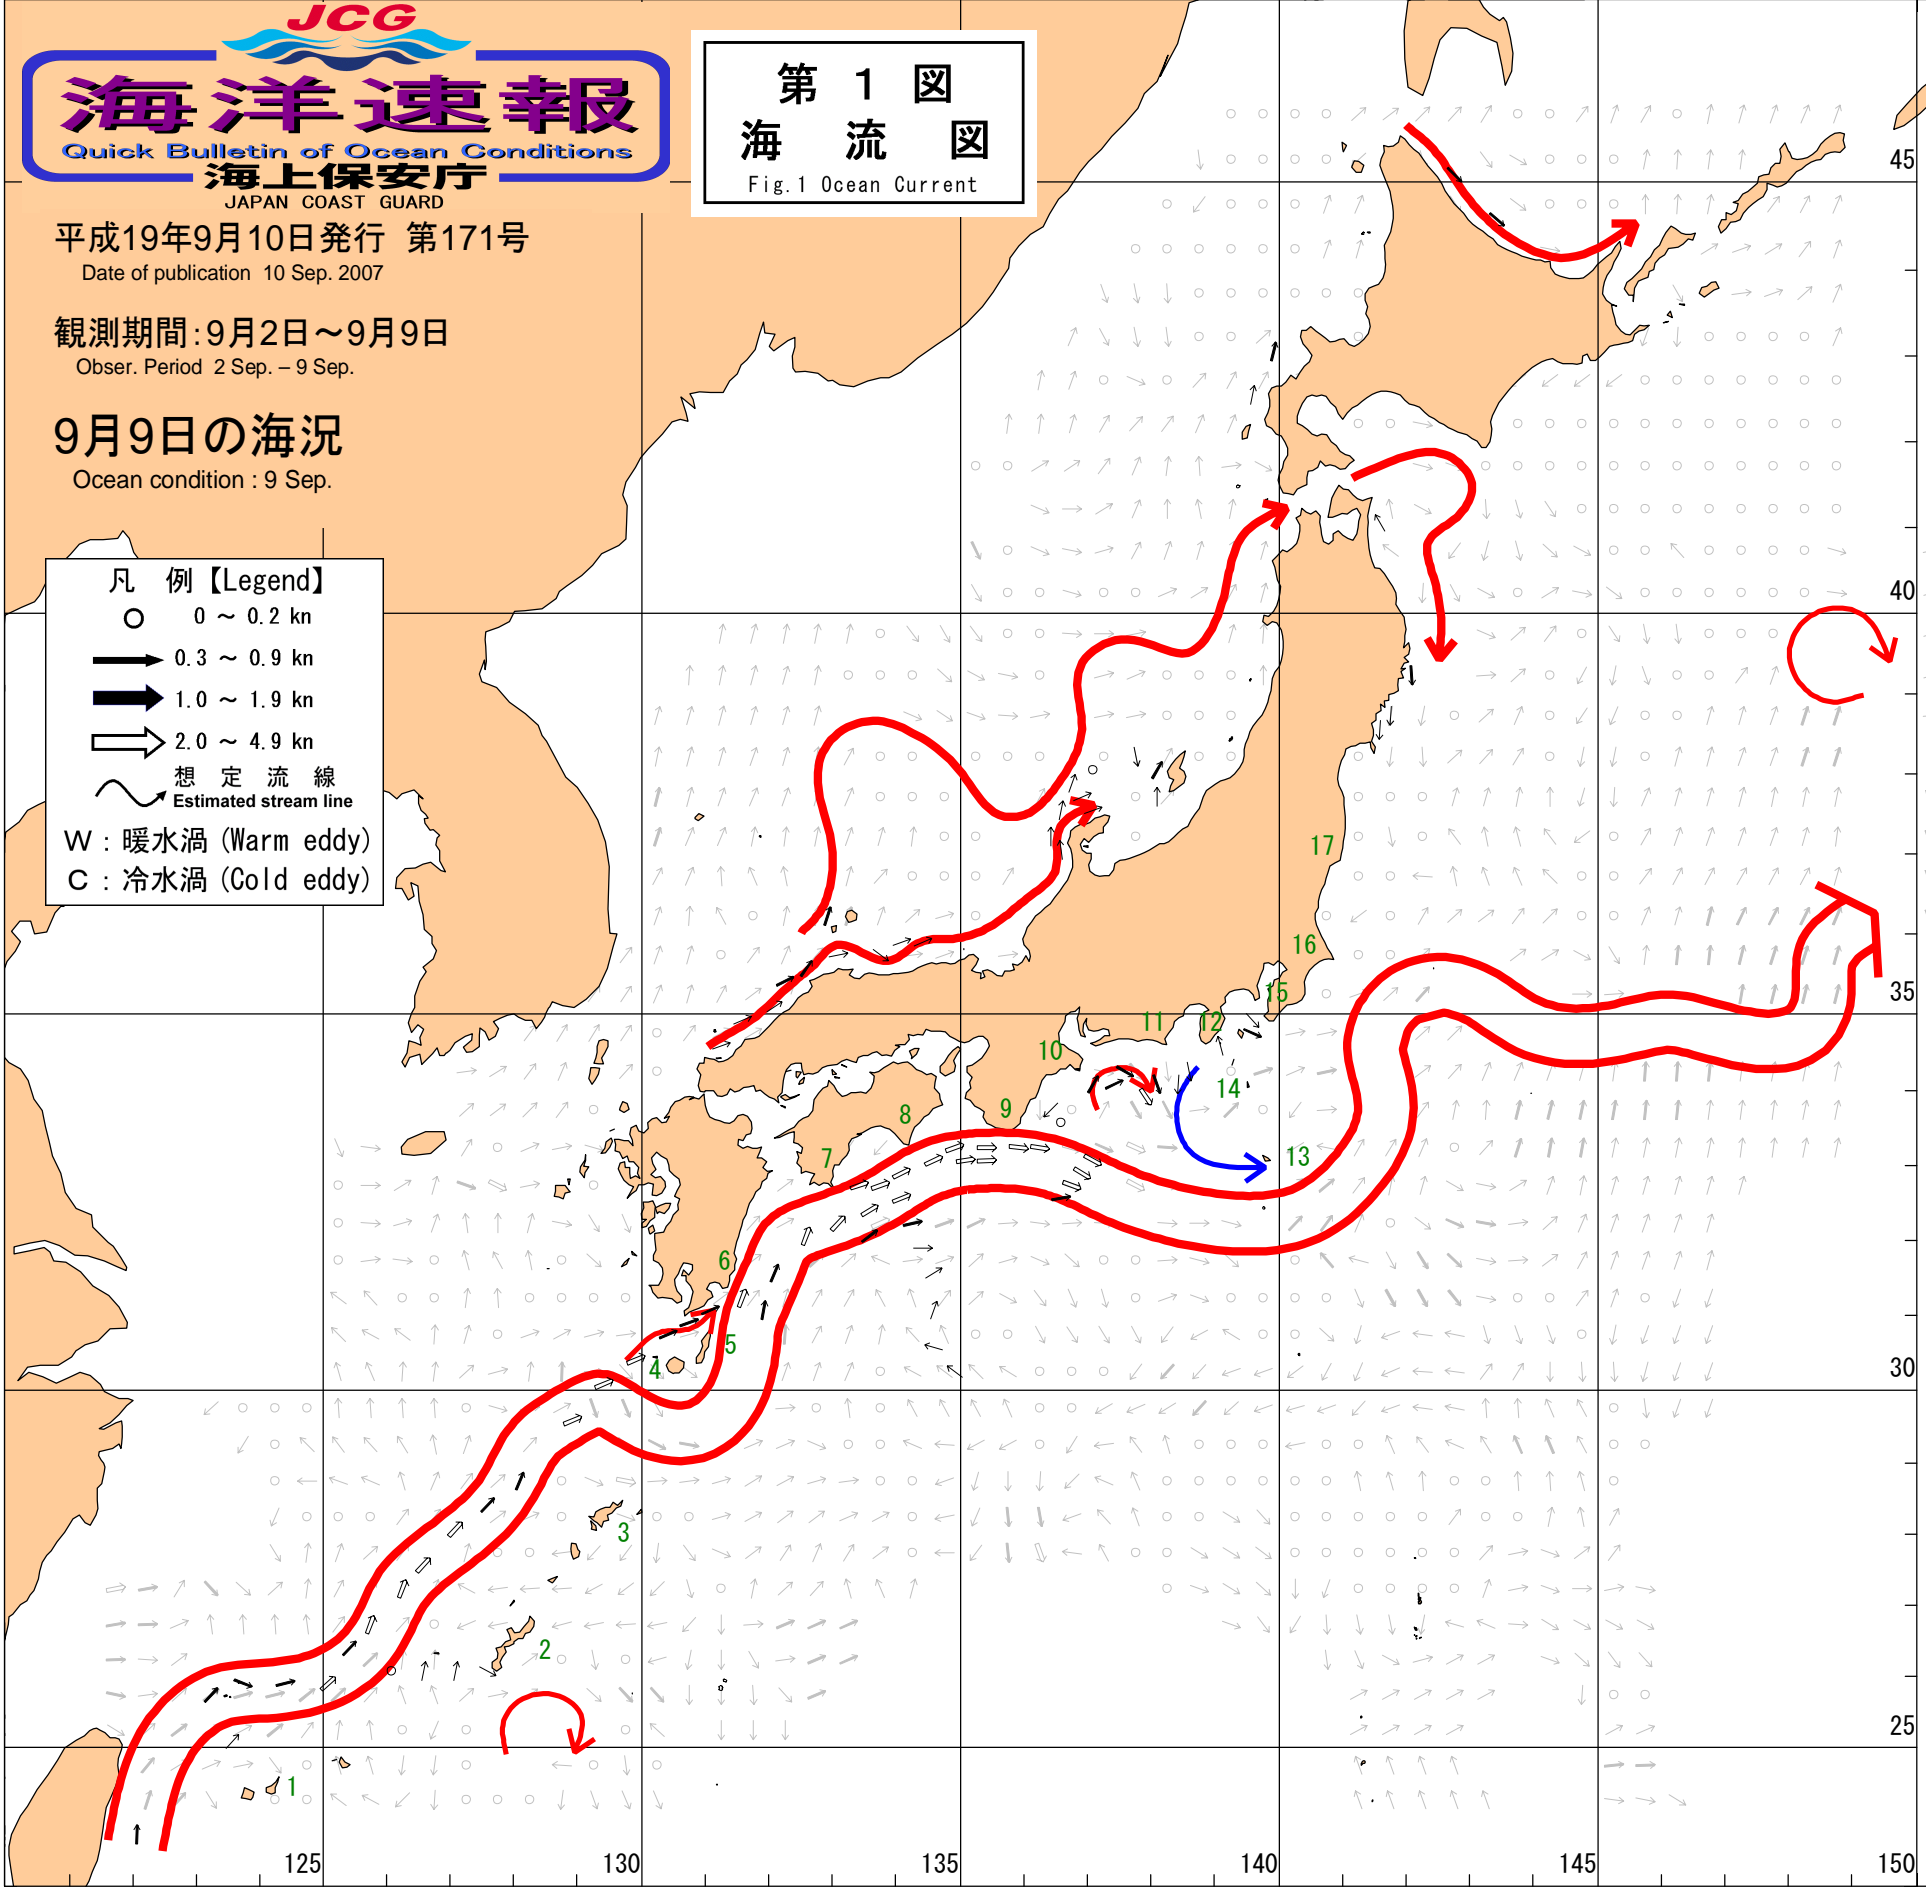 JCG
海洋速報
Quick Bulletin of Ocean Conditions
海上保安庁
JAPAN COAST GUARD
平成19年9月10日発行 第171号
Date of publication 10 Sep. 2007
観測期間:9月2日～9月9日
Obser. Period 2 Sep. – 9 Sep.
9月9日の海況
Ocean condition : 9 Sep.
第 1 図
海 流 図
Fig.1 Ocean Current
凡 例【Legend】
0 ～ 0.2 kn
0.3 ～ 0.9 kn
1.0 ～ 1.9 kn
2.0 ～ 4.9 kn
想 定 流 線
Estimated stream line
W : 暖水渦 (Warm eddy)
C : 冷水渦 (Cold eddy)
45
40
17
16
35
15
11
12
10
14
8
9
7
13
6
5
4
30
3
2
25
1
125
130
135
140
145
150